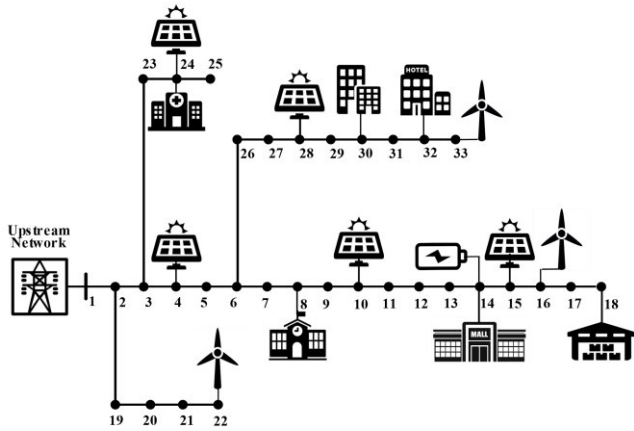 23 24 25
HOTEL
26 27 28 29 30 31 32 33
Upstream
Network
1 2 3 4 5 6 7 8 9 10 11 12 13 14 15 16 17 18
MALL
19 20 21 22